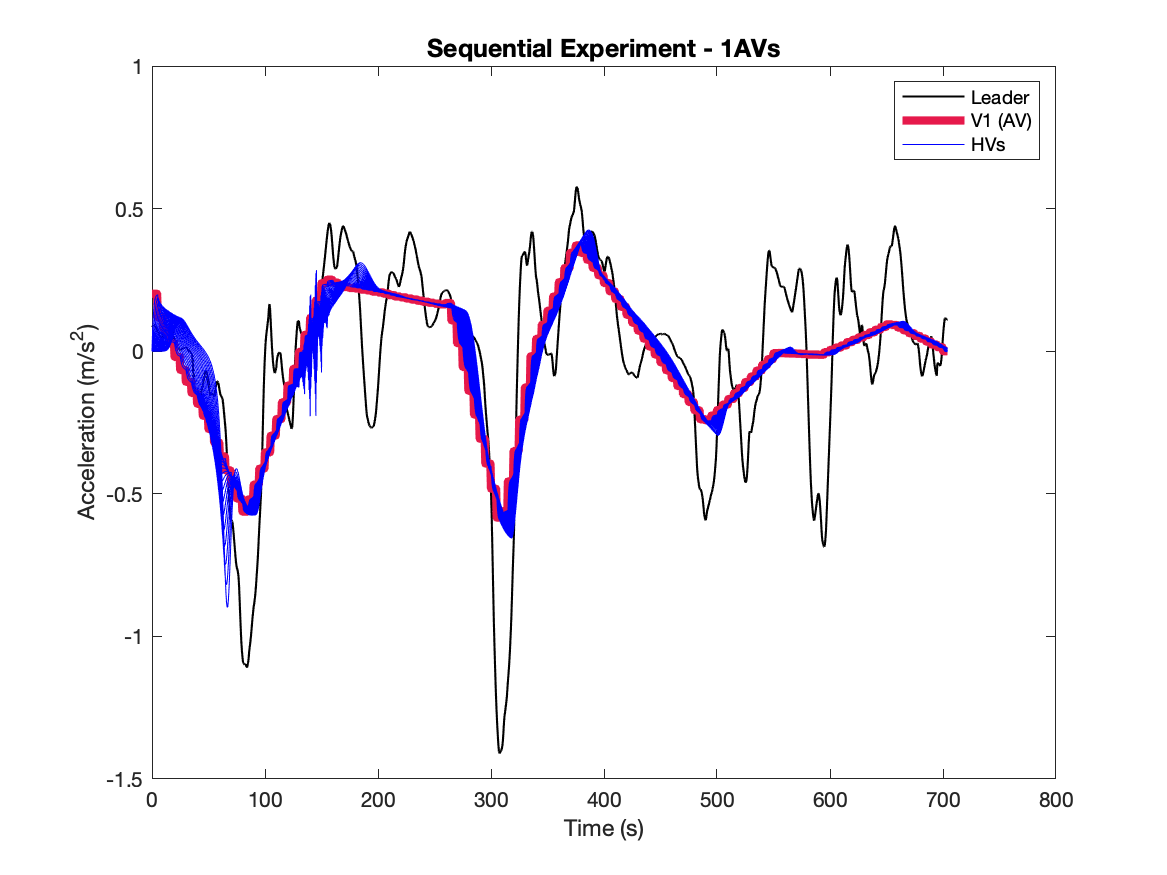 Sequential Experiment - 1AVs
Leader
V1 (AV)
HVs
1
0.5
0
-0.5
-1
-1.5
Acceleration (m/s²)
0 100 200 300 400 500 600 700 800
Time (s)